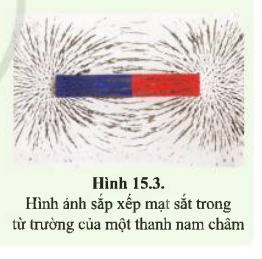 Hình 15.3.
Hình ảnh sắp xếp mạt sắt trong
từ trường của một thanh nam châm